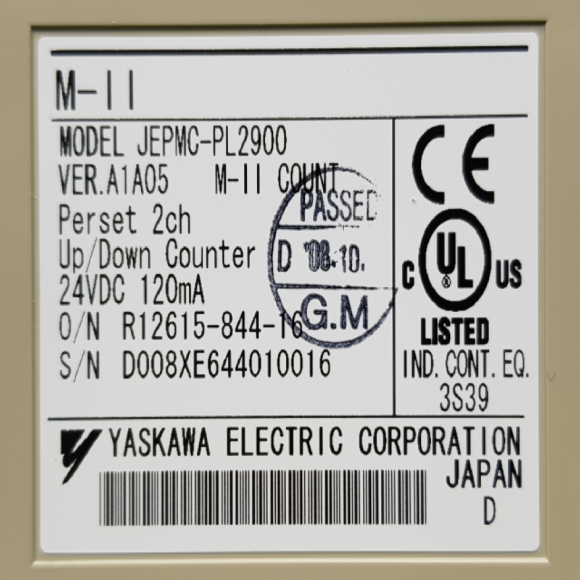 M-II
MODEL JEPMC-PL2900
VER.A1A05 M-II COUNT
Perset 2ch
Up/Down Counter
24VDC 120mA
O/N R12615-844-16
S/N D008XE644010016
PASSED
D '08.10.
G.M
CE
C UL US
®
LISTED
IND. CONT. EQ.
3S39
YASKAWA ELECTRIC CORPORATION
JAPAN
D